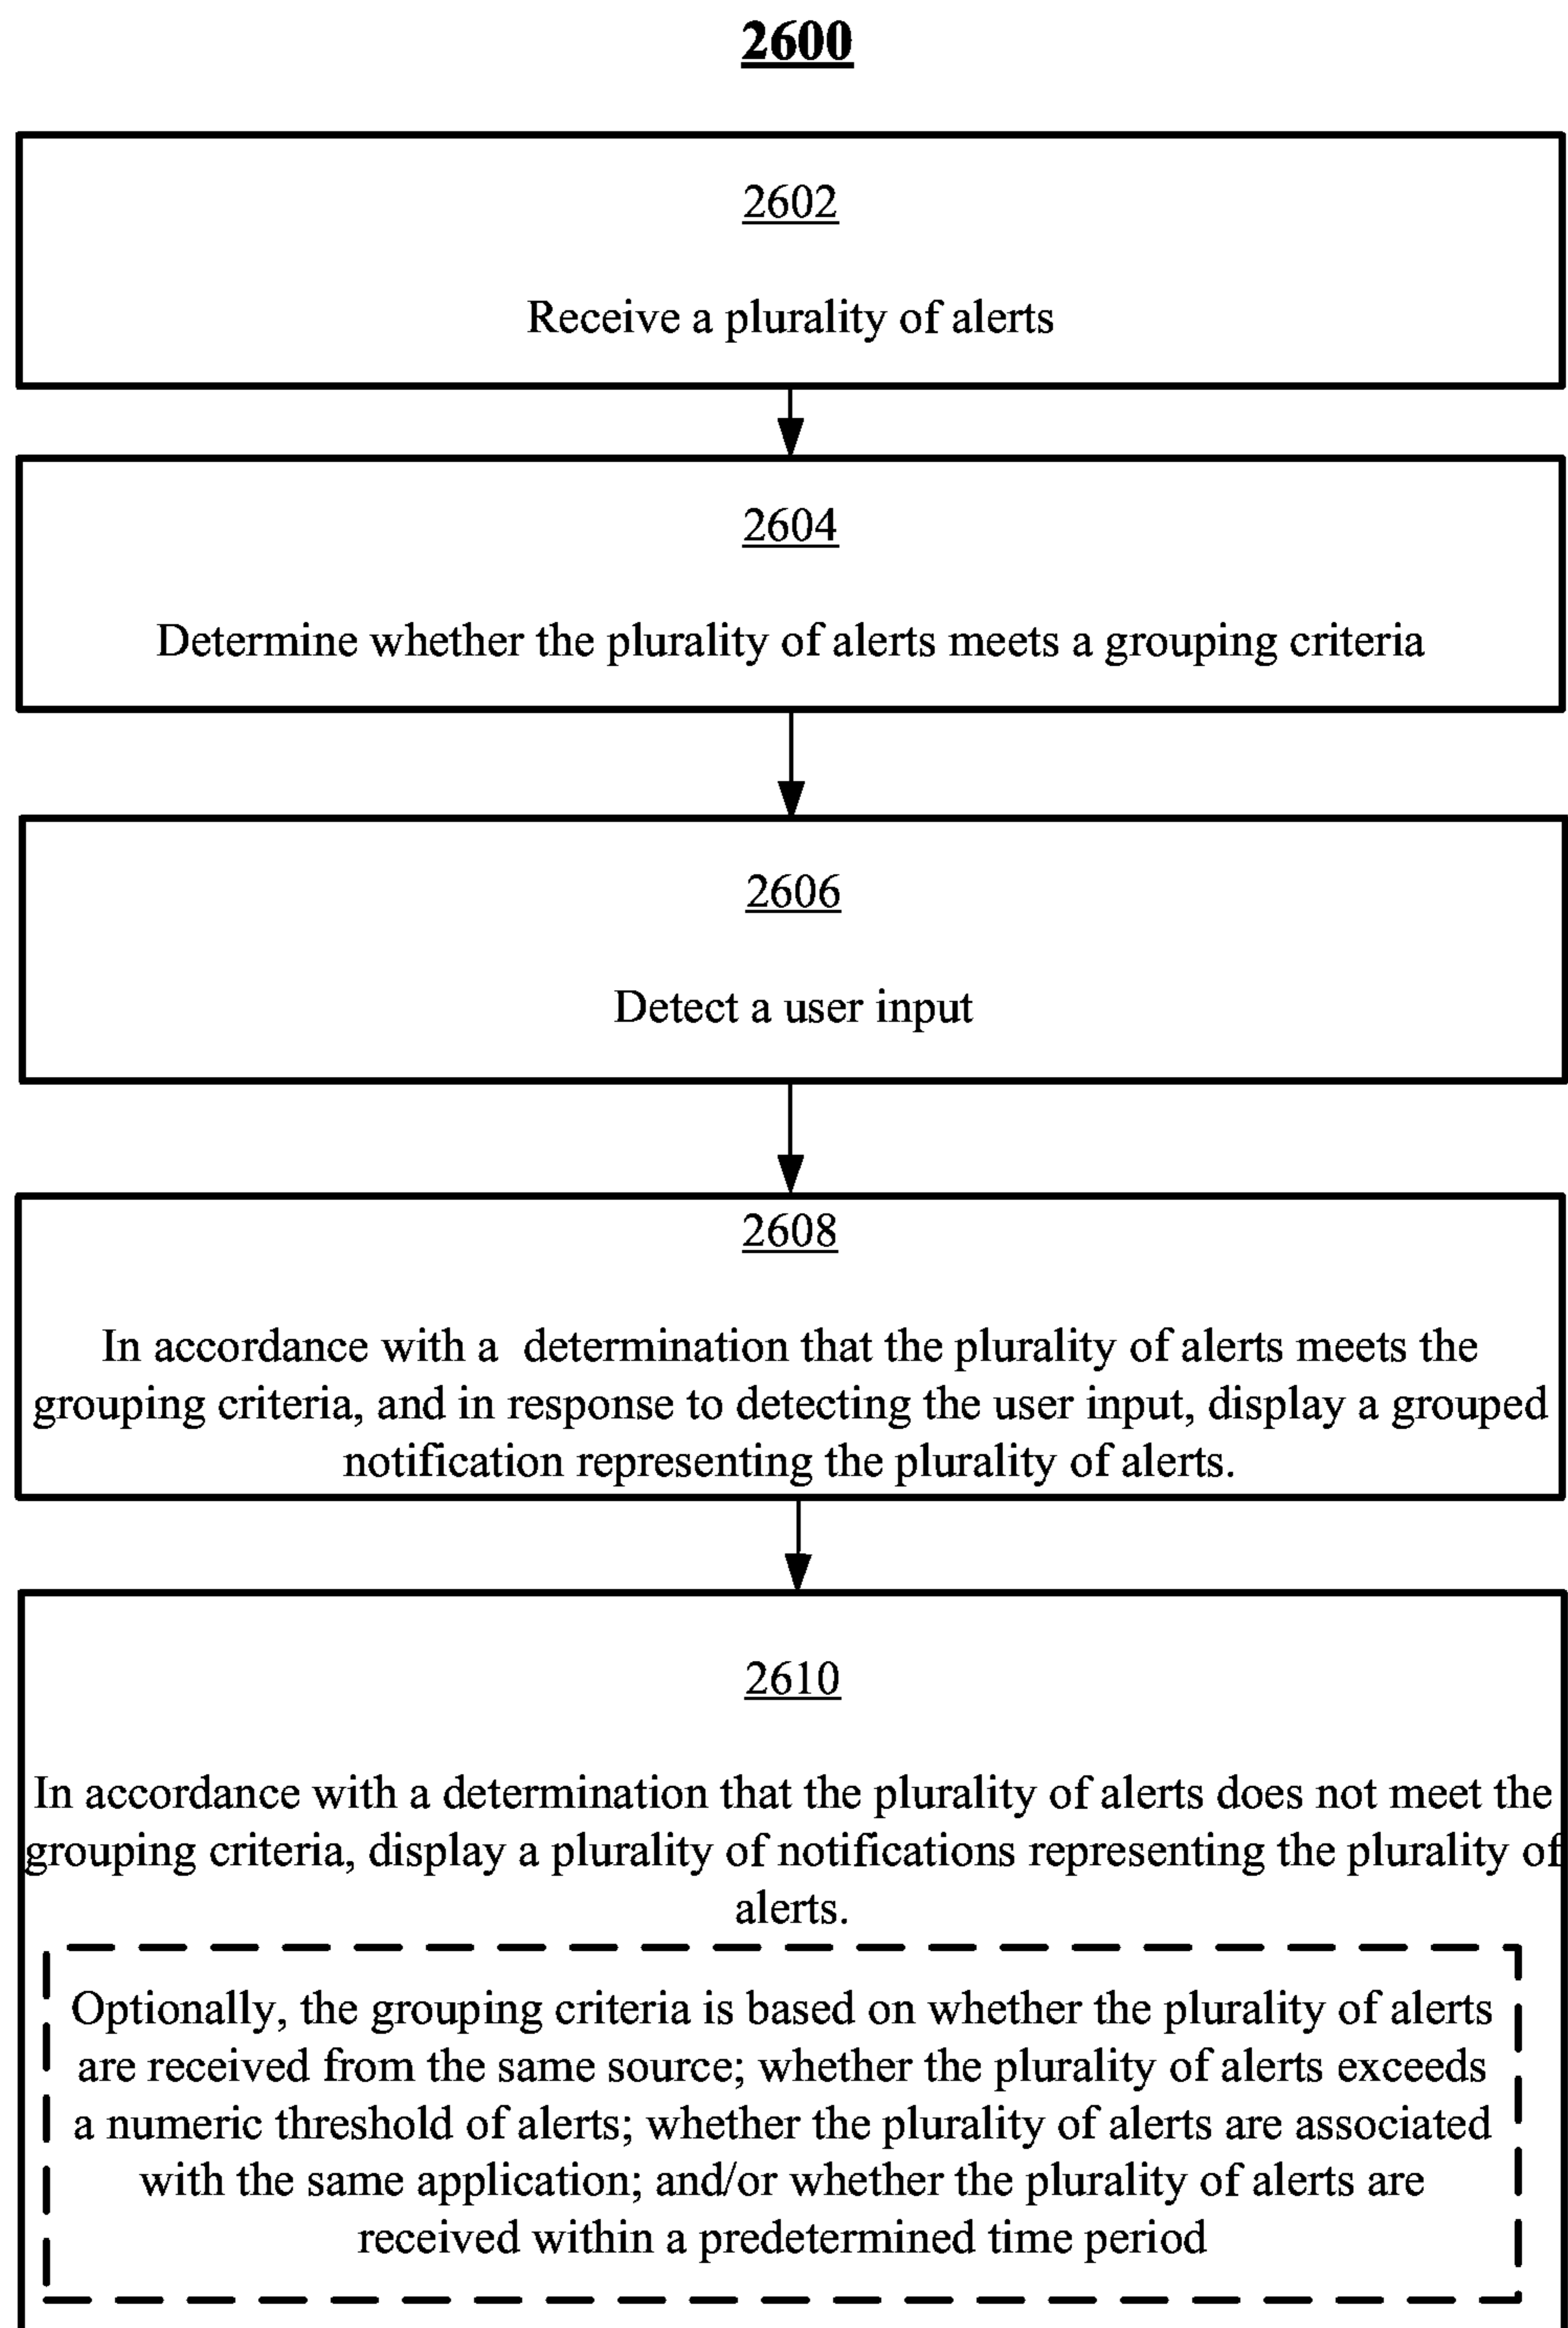 2600
2602
Receive a plurality of alerts
2604
Determine whether the plurality of alerts meets a grouping criteria
2606
Detect a user input
2608
In accordance with a determination that the plurality of alerts meets the
grouping criteria, and in response to detecting the user input, display a grouped
notification representing the plurality of alerts.
2610
In accordance with a determination that the plurality of alerts does not meet the
grouping criteria, display a plurality of notifications representing the plurality of
alerts.
Optionally, the grouping criteria is based on whether the plurality of alerts
are received from the same source; whether the plurality of alerts exceeds
a numeric threshold of alerts; whether the plurality of alerts are associated
with the same application; and/or whether the plurality of alerts are
received within a predetermined time period